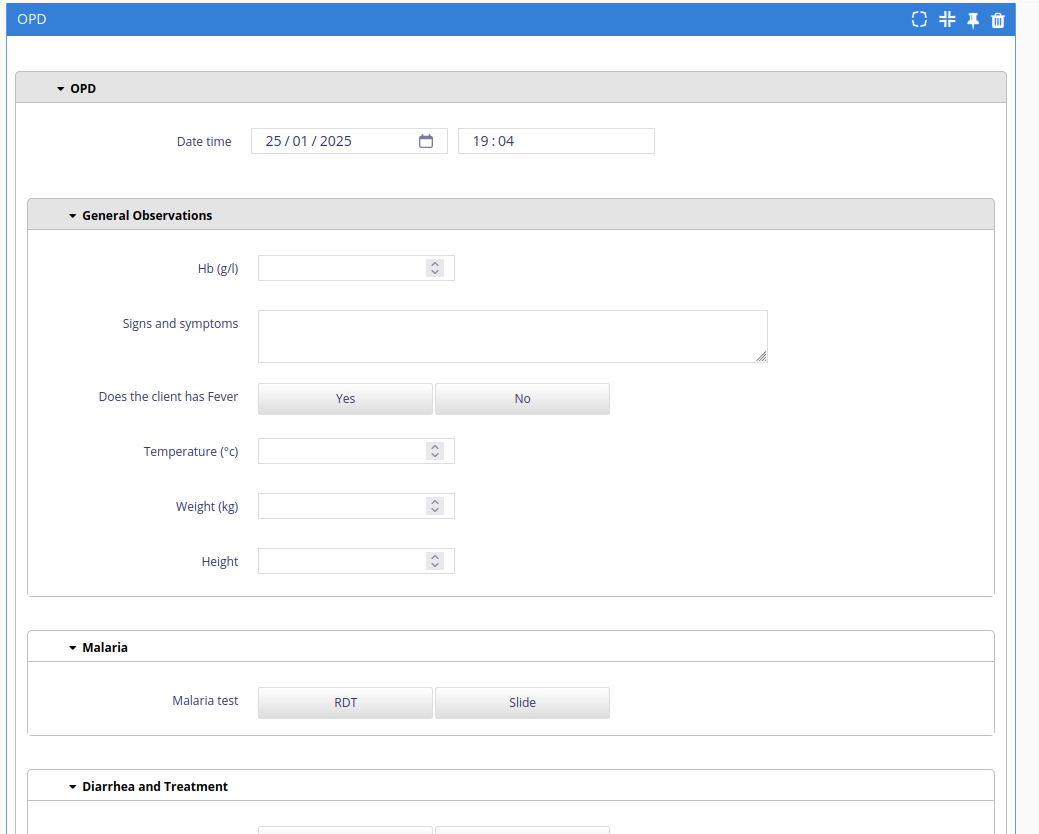 OPD
OPD
Date time 25 / 01 / 2025 19 : 04
General Observations
Hb (g/l)
Signs and symptoms
Does the client has Fever Yes No
Temperature (°c)
Weight (kg)
Height
Malaria
Malaria test RDT Slide
Diarrhea and Treatment